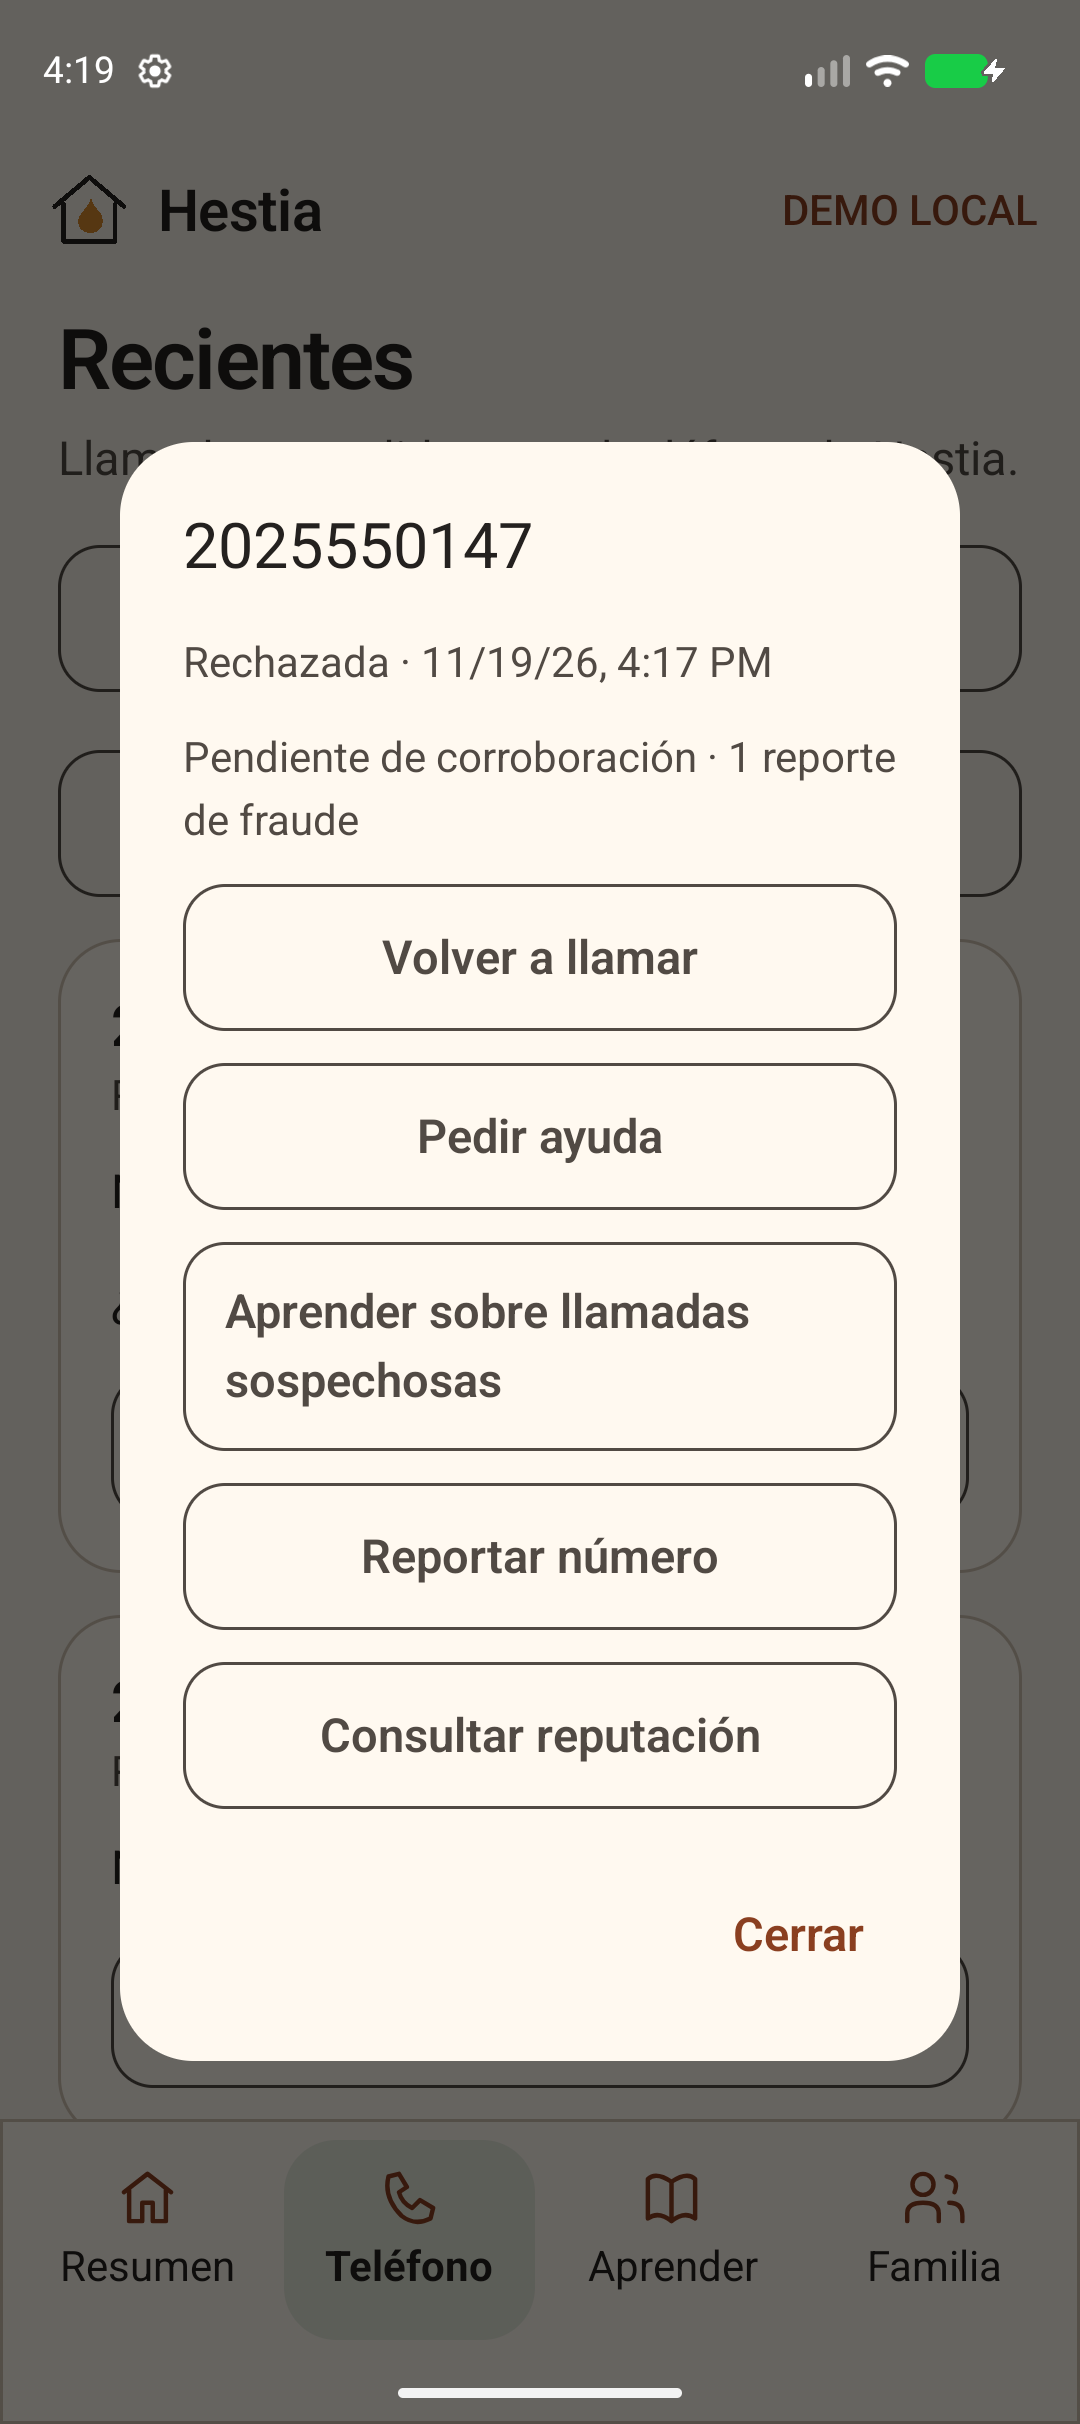 4:19
Hestia
DEMO LOCAL
Recientes
2025550147
Rechazada · 11/19/26, 4:17 PM
Pendiente de corroboración · 1 reporte
de fraude
Volver a llamar
Pedir ayuda
Aprender sobre llamadas
sospechosas
Reportar número
Consultar reputación
Cerrar
Resumen
Teléfono
Aprender
Familia